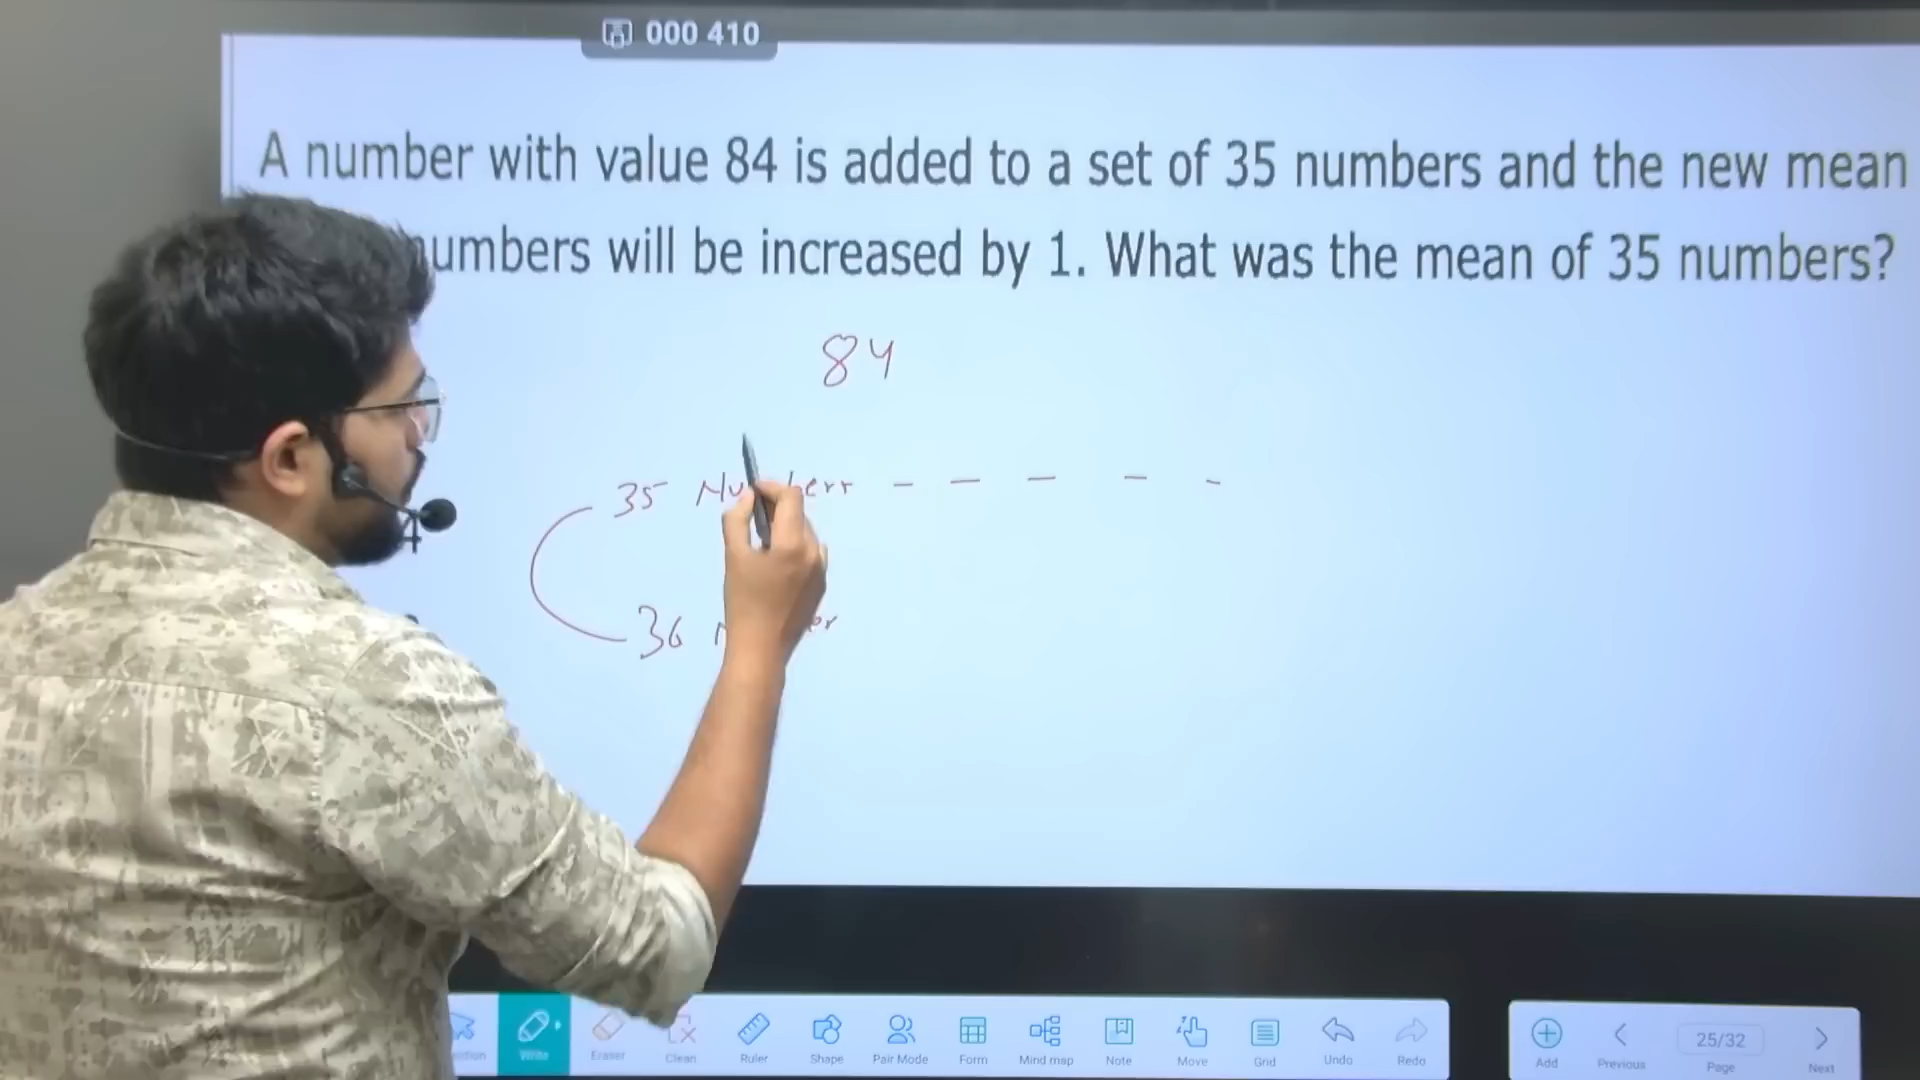 000 410
A number with value 84 is added to a set of 35 numbers and the new mean
numbers will be increased by 1. What was the mean of 35 numbers?
84
35
36
Write
Eraser
Clean
Ruler
Shape
Pair Mode
Form
Mind map
Note
Move
Grid
Undo
Redo
Add
Previous
25/32
Page
Next